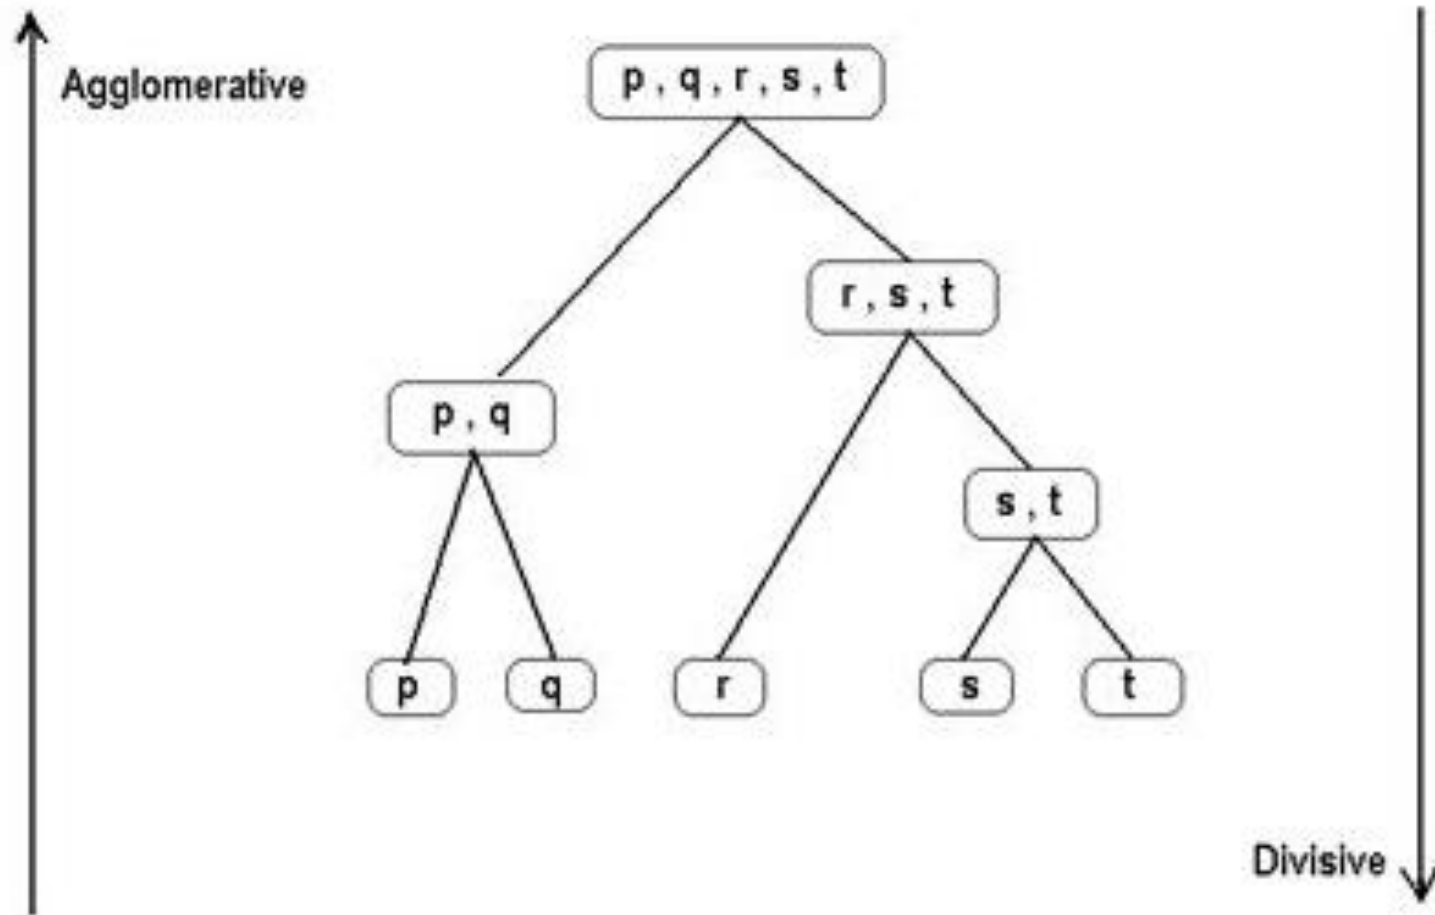 Agglomerative
p , q , r , s , t
r , s , t
p , q
s , t
p
q
r
s
t
Divisive